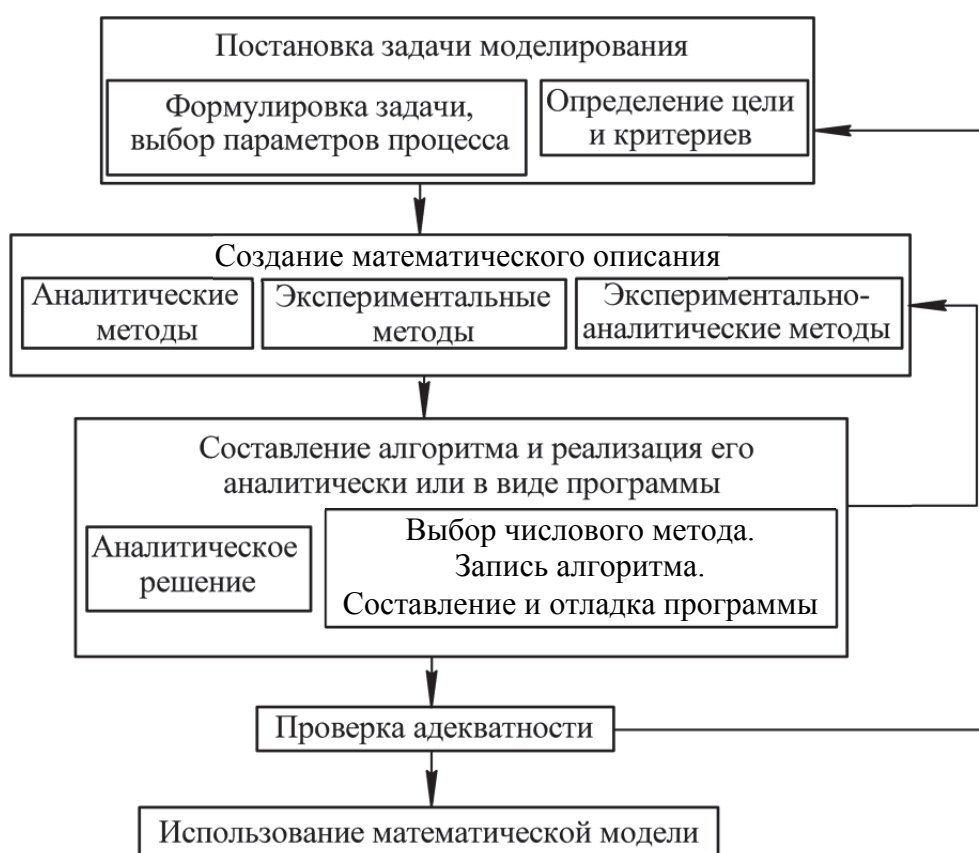 Постановка задачи моделирования
Формулировка задачи,
выбор параметров процесса
Определение цели
и критериев
Создание математического описания
Аналитические
методы
Экспериментальные
методы
Экспериментально-
аналитические методы
Составление алгоритма и реализация его
аналитически или в виде программы
Аналитическое
решение
Выбор числового метода.
Запись алгоритма.
Составление и отладка программы
Проверка адекватности
Использование математической модели